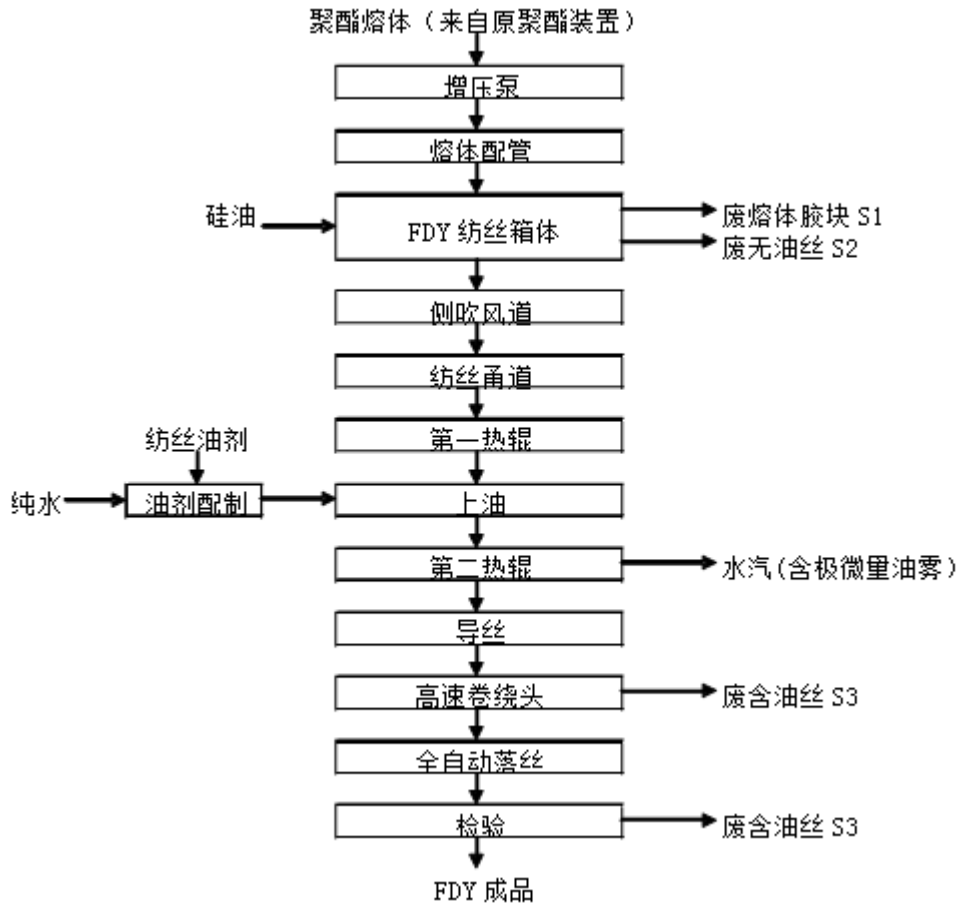 聚酯熔体（来自原聚酯装置）
增压泵
熔体配管
硅油
FDY 纺丝箱体
废熔体胶块 S1
废无油丝 S2
侧吹风道
纺丝甬道
第一热辊
纺丝油剂
纯水
油剂配制
上油
第二热辊
水汽(含极微量油雾）
导丝
高速卷绕头
废含油丝 S3
全自动落丝
检验
废含油丝 S3
FDY 成品